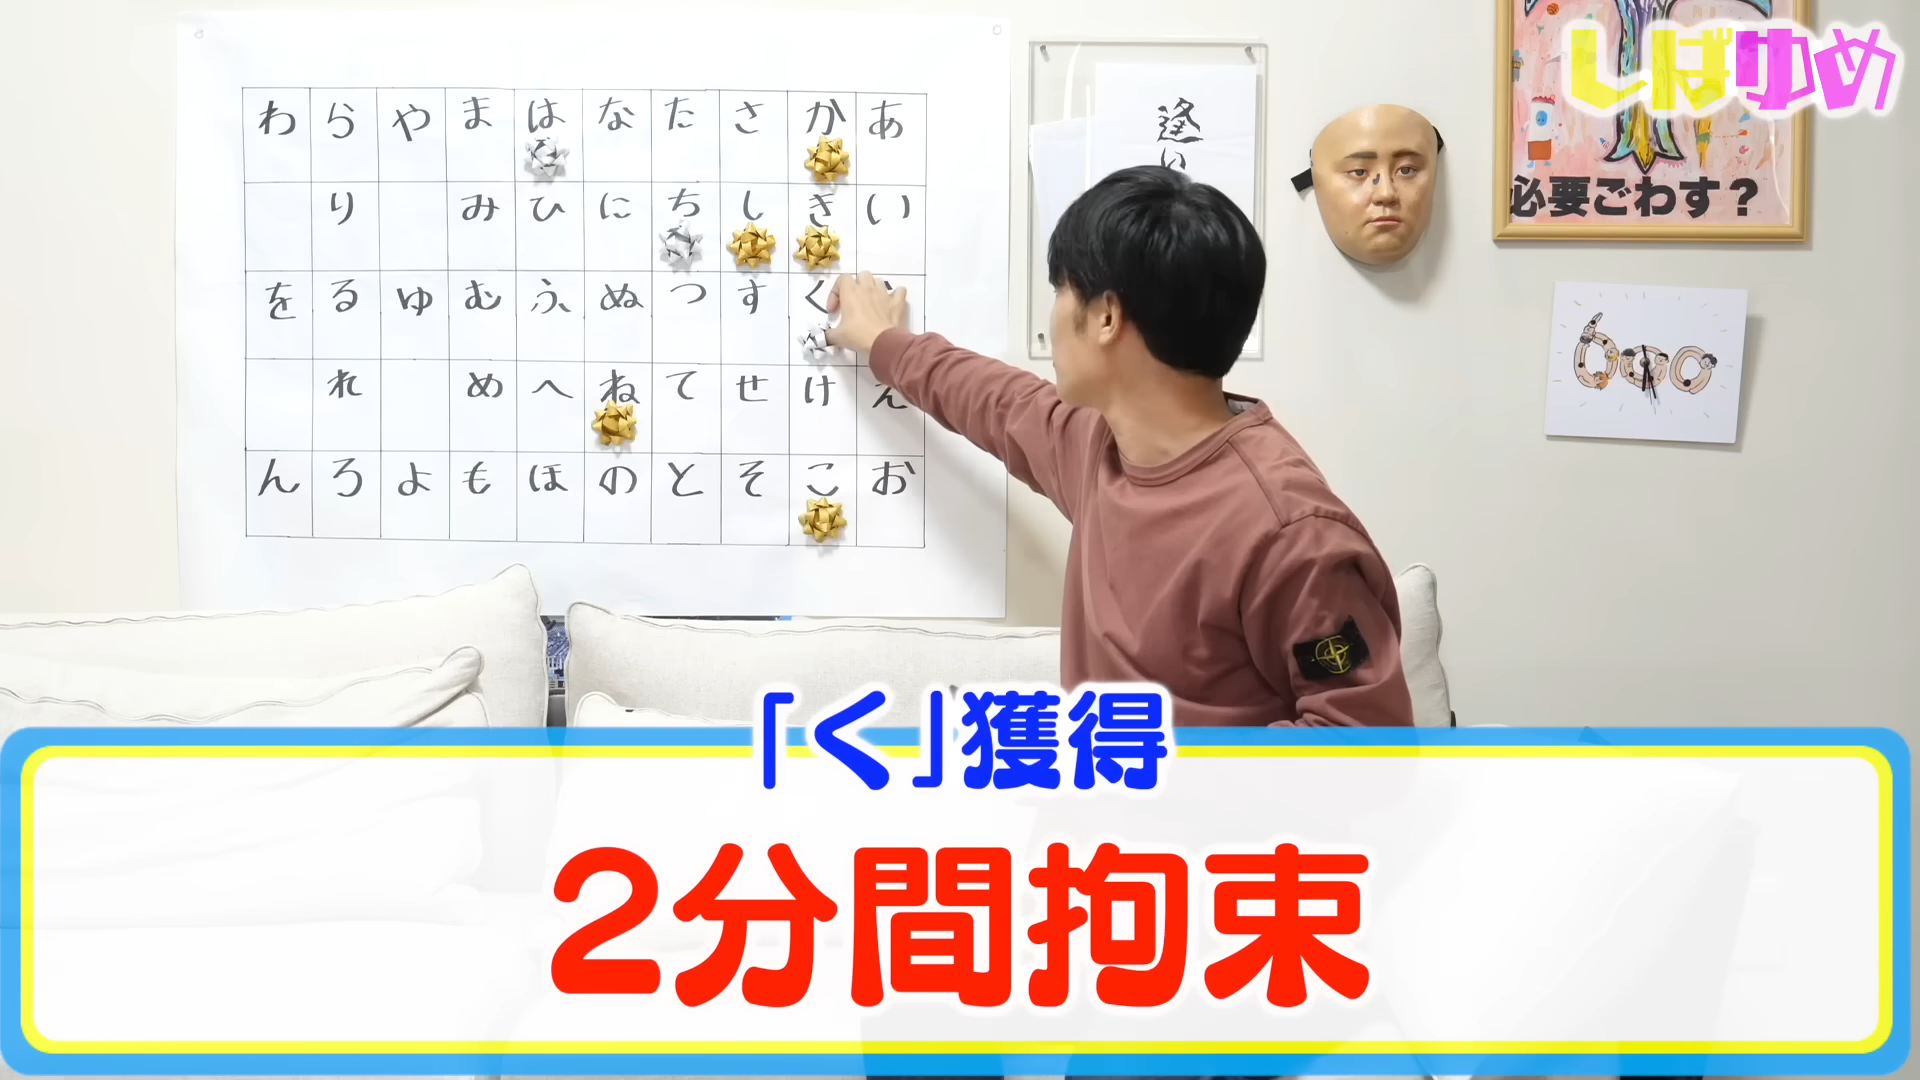 わらやまはなたさかあ
りみひにちしきい
をるゆむふぬつすく
れめへねてせけえ
んろよもほのとそこお
逢い
しばゆめ
必要ごわす？
「く」獲得
2分間拘束